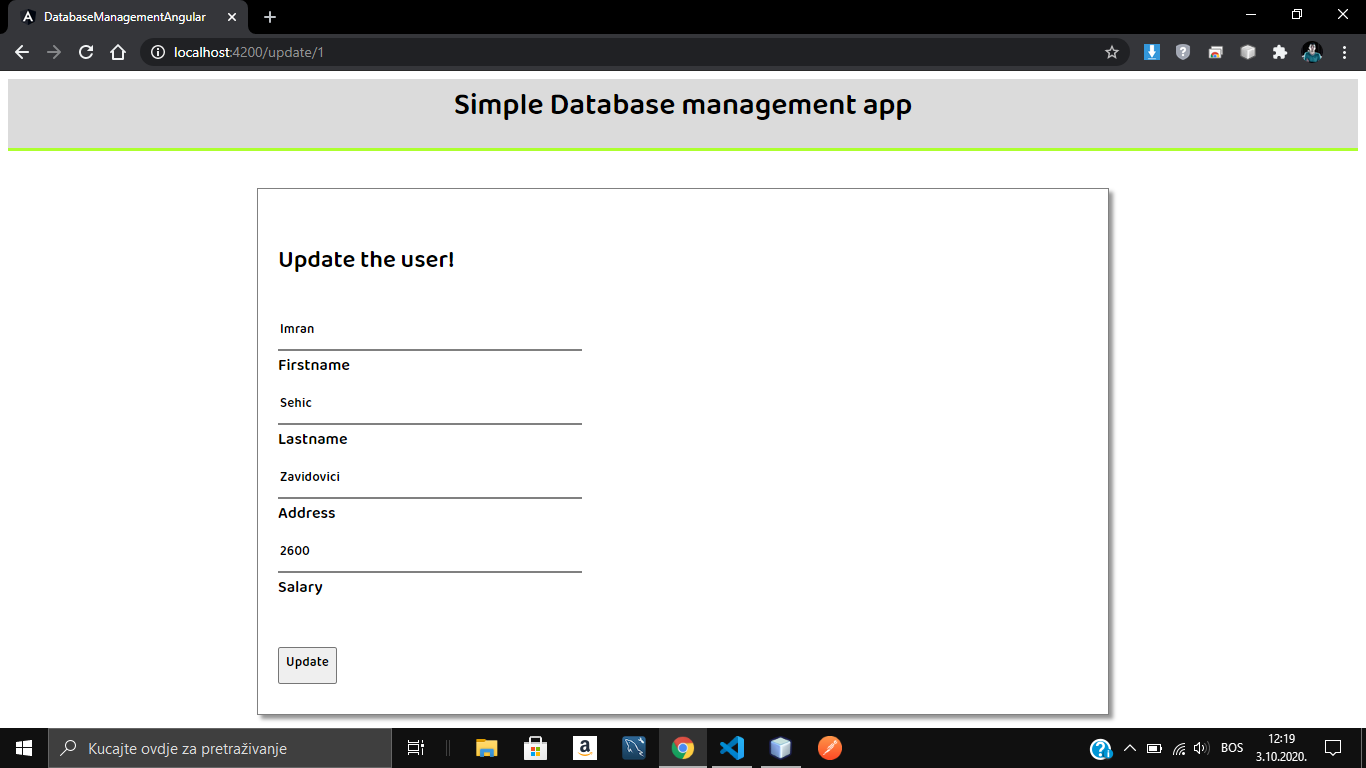 DatabaseManagementAngular
localhost:4200/update/1
Simple Database management app
Update the user!
Imran
Firstname
Sehic
Lastname
Zavidovici
Address
2600
Salary
Update
Kucajte ovdje za pretraživanje
BOS
12:19
3.10.2020.